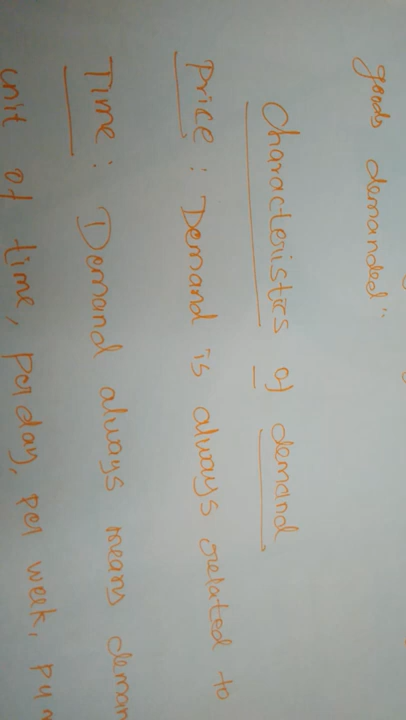 goods demanded"
Characteristics of demand
Price : Demand is always related to
Time : Demand always means deman
unit of time, per day, per week,